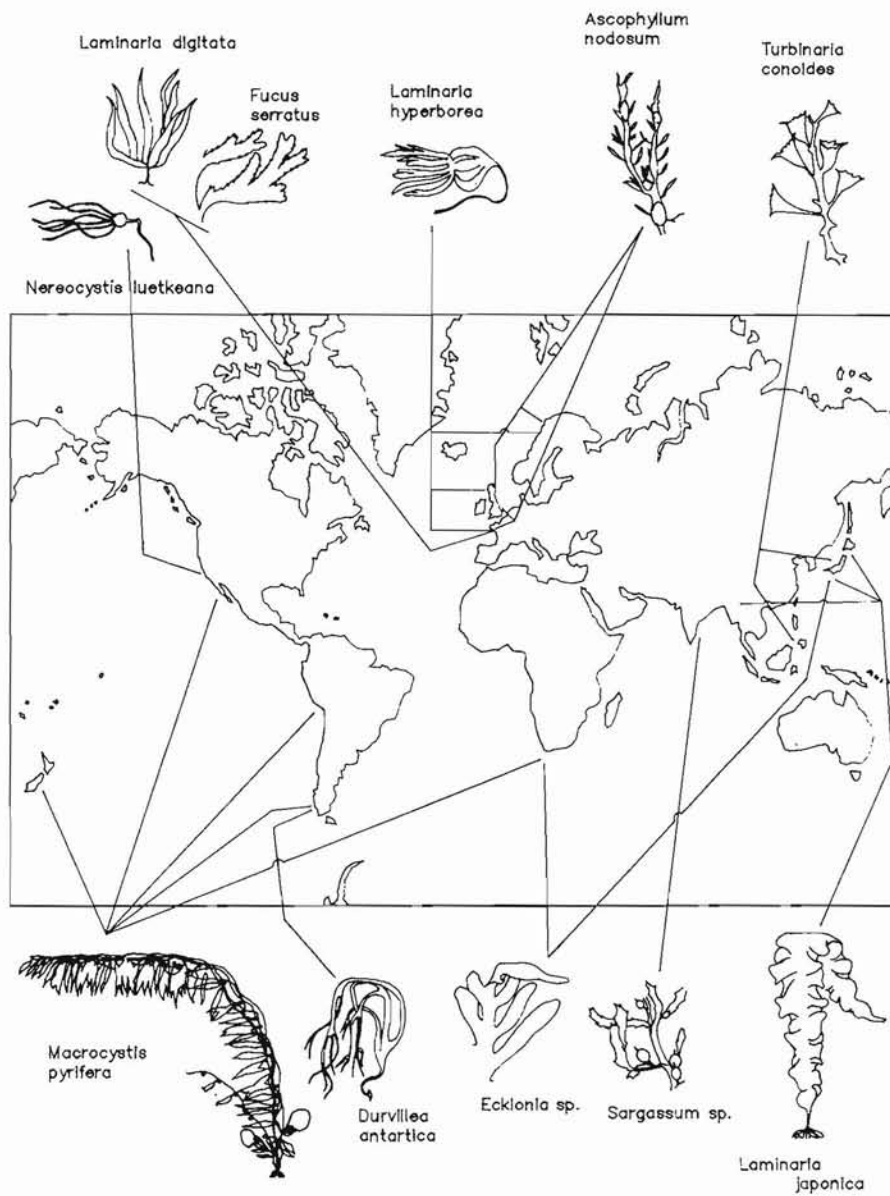 Laminaria digitata
Fucus
serratus
Laminaria
hyperborea
Ascophyllum
nodosum
Turbinaria
conoides
Nereocystis luetkeana
Macrocystis
pyrifera
Durvillea
antartica
Ecklonia sp.
Sargassum sp.
Laminaria
japonica